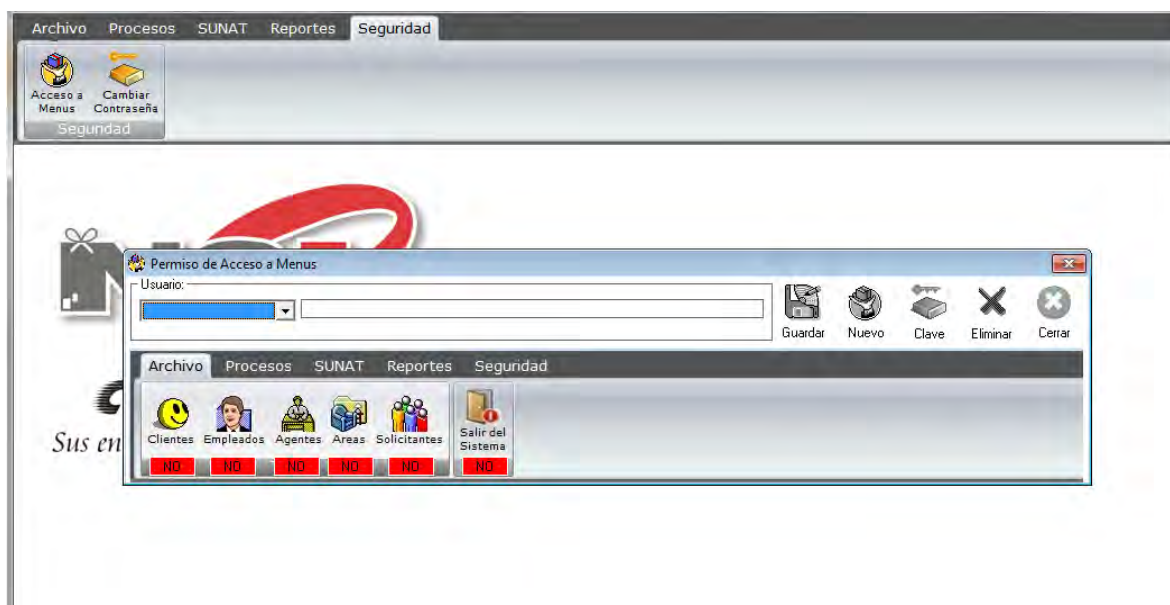 Archivo Procesos SUNAT Reportes Seguridad
Acceso a Menus
Cambiar Contraseña
Seguridad
Permiso de Acceso a Menus
Usuario:
Guardar Nuevo Clave Eliminar Cerrar
Archivo Procesos SUNAT Reportes Seguridad
Clientes Empleados Agentes Areas Solicitantes
Salir del Sistema
NO NO NO NO NO NO
Sus en